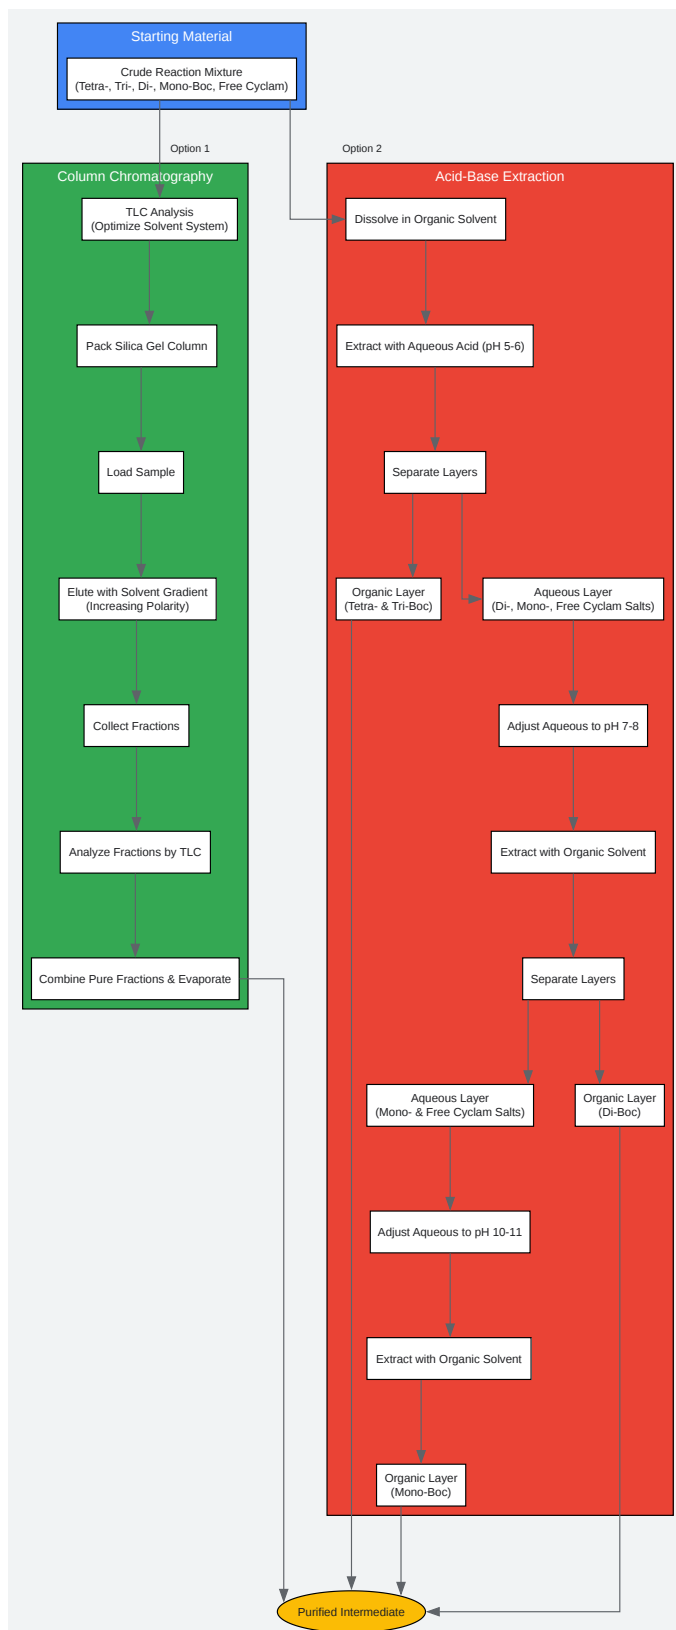 Starting Material
Crude Reaction Mixture
(Tetra-, Tri-, Di-, Mono-Boc, Free Cyclam)
Option 1
Option 2
Column Chromatography
TLC Analysis
(Optimize Solvent System)
Pack Silica Gel Column
Load Sample
Elute with Solvent Gradient
(Increasing Polarity)
Collect Fractions
Analyze Fractions by TLC
Combine Pure Fractions & Evaporate
Acid-Base Extraction
Dissolve in Organic Solvent
Extract with Aqueous Acid (pH 5-6)
Separate Layers
Organic Layer
(Tetra- & Tri-Boc)
Aqueous Layer
(Di-, Mono-, Free Cyclam Salts)
Adjust Aqueous to pH 7-8
Extract with Organic Solvent
Separate Layers
Aqueous Layer
(Mono- & Free Cyclam Salts)
Organic Layer
(Di-Boc)
Adjust Aqueous to pH 10-11
Extract with Organic Solvent
Organic Layer
(Mono-Boc)
Purified Intermediate